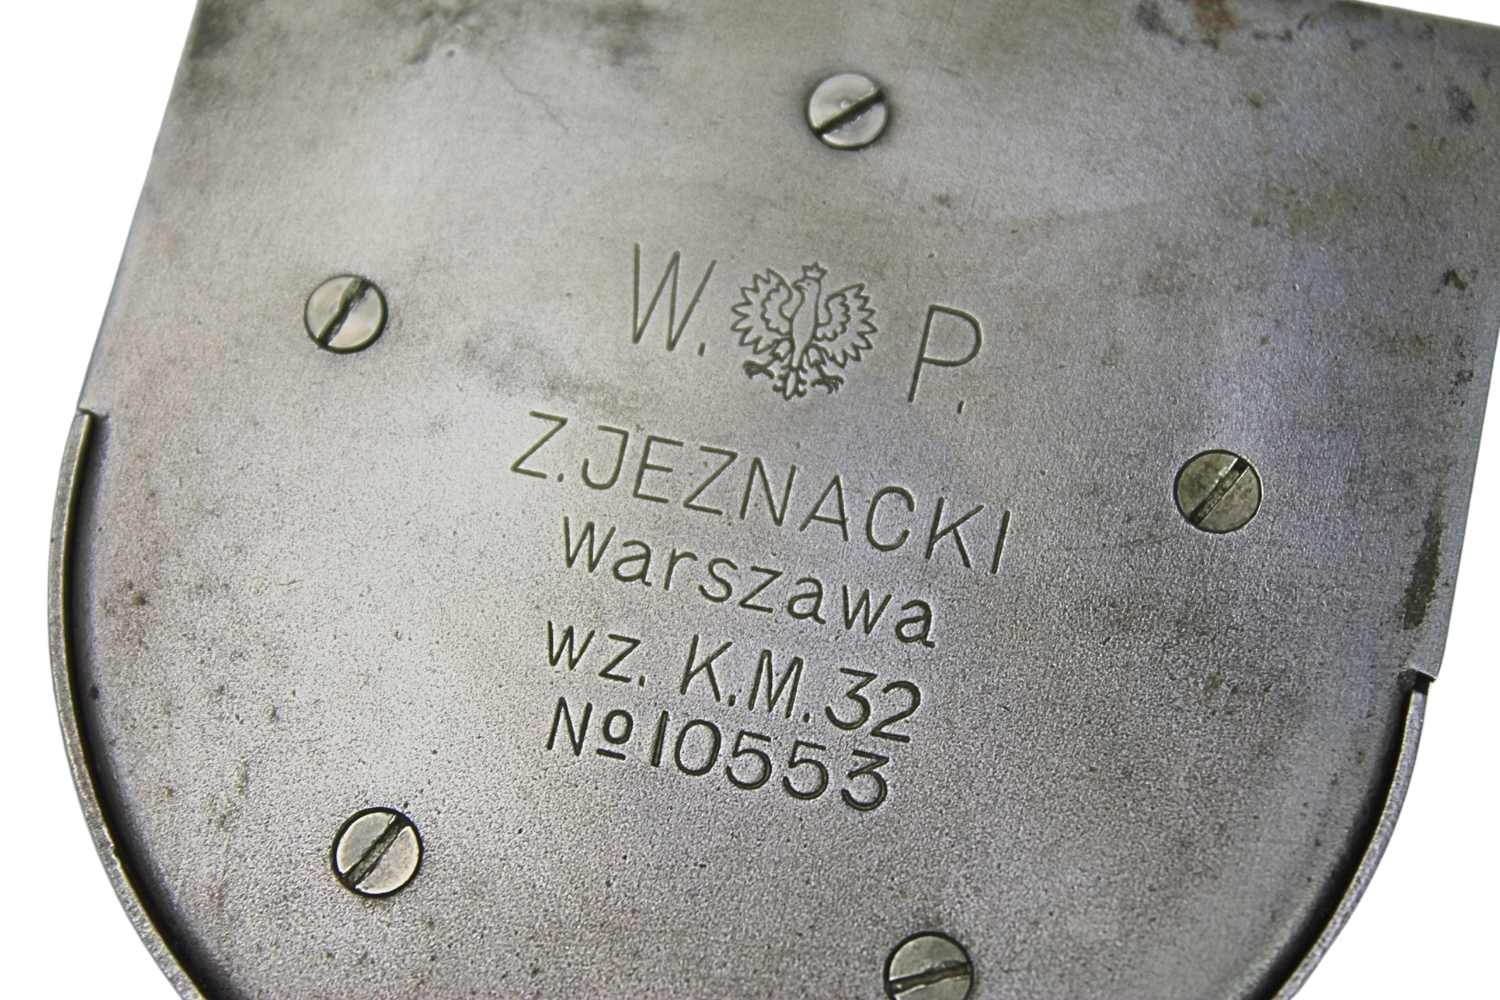 W. P.
Z.JEZNACKI
Warszawa
wz. K.M.32
Nº 10553